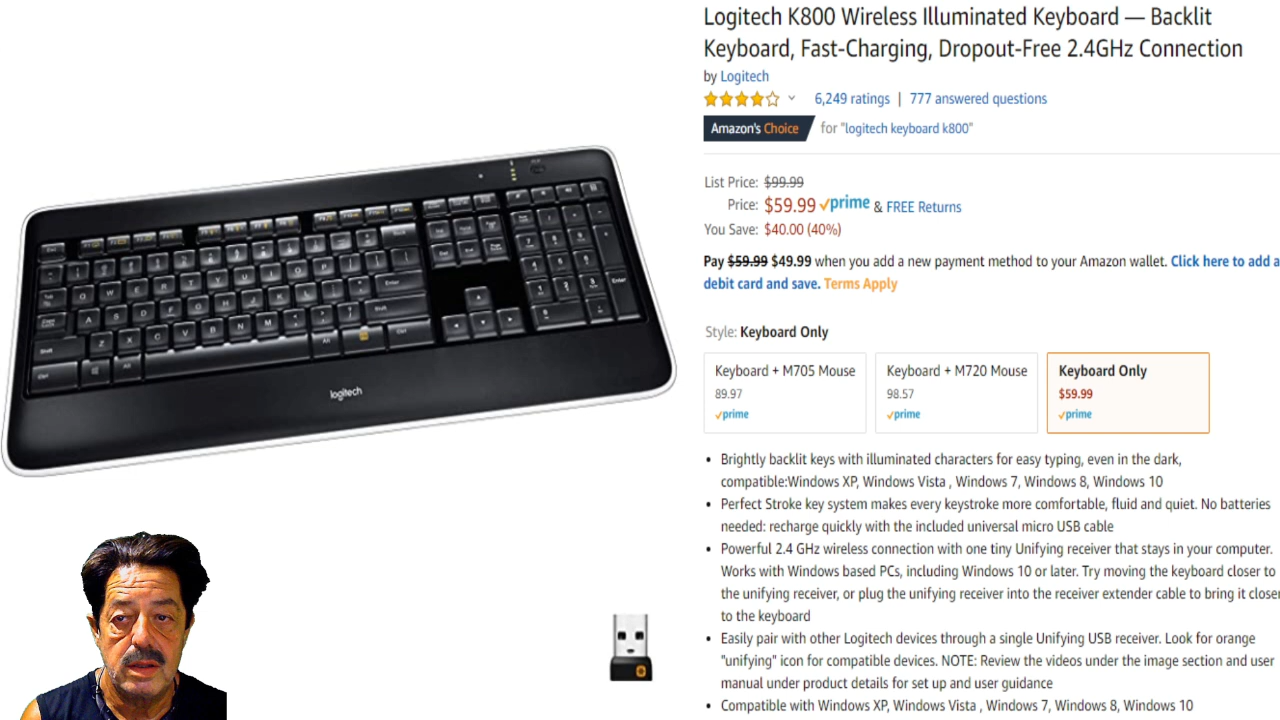 Logitech K800 Wireless Illuminated Keyboard — Backlit
Keyboard, Fast-Charging, Dropout-Free 2.4GHz Connection
by Logitech
6,249 ratings | 777 answered questions
Amazon's Choice for "logitech keyboard k800"
List Price: $99.99
Price: $59.99 prime & FREE Returns
You Save: $40.00 (40%)
Pay $59.99 $49.99 when you add a new payment method to your Amazon wallet. Click here to add a
debit card and save. Terms Apply
Style: Keyboard Only
Keyboard + M705 Mouse Keyboard + M720 Mouse Keyboard Only
89.97 98.57 $59.99
prime prime prime
• Brightly backlit keys with illuminated characters for easy typing, even in the dark,
compatible:Windows XP, Windows Vista , Windows 7, Windows 8, Windows 10
• Perfect Stroke key system makes every keystroke more comfortable, fluid and quiet. No batteries
needed: recharge quickly with the included universal micro USB cable
• Powerful 2.4 GHz wireless connection with one tiny Unifying receiver that stays in your computer.
Works with Windows based PCs, including Windows 10 or later. Try moving the keyboard closer to
the unifying receiver, or plug the unifying receiver into the receiver extender cable to bring it closer
to the keyboard
• Easily pair with other Logitech devices through a single Unifying USB receiver. Look for orange
"unifying" icon for compatible devices. NOTE: Review the videos under the image section and user
manual under product details for set up and user guidance
• Compatible with Windows XP, Windows Vista , Windows 7, Windows 8, Windows 10
logitech